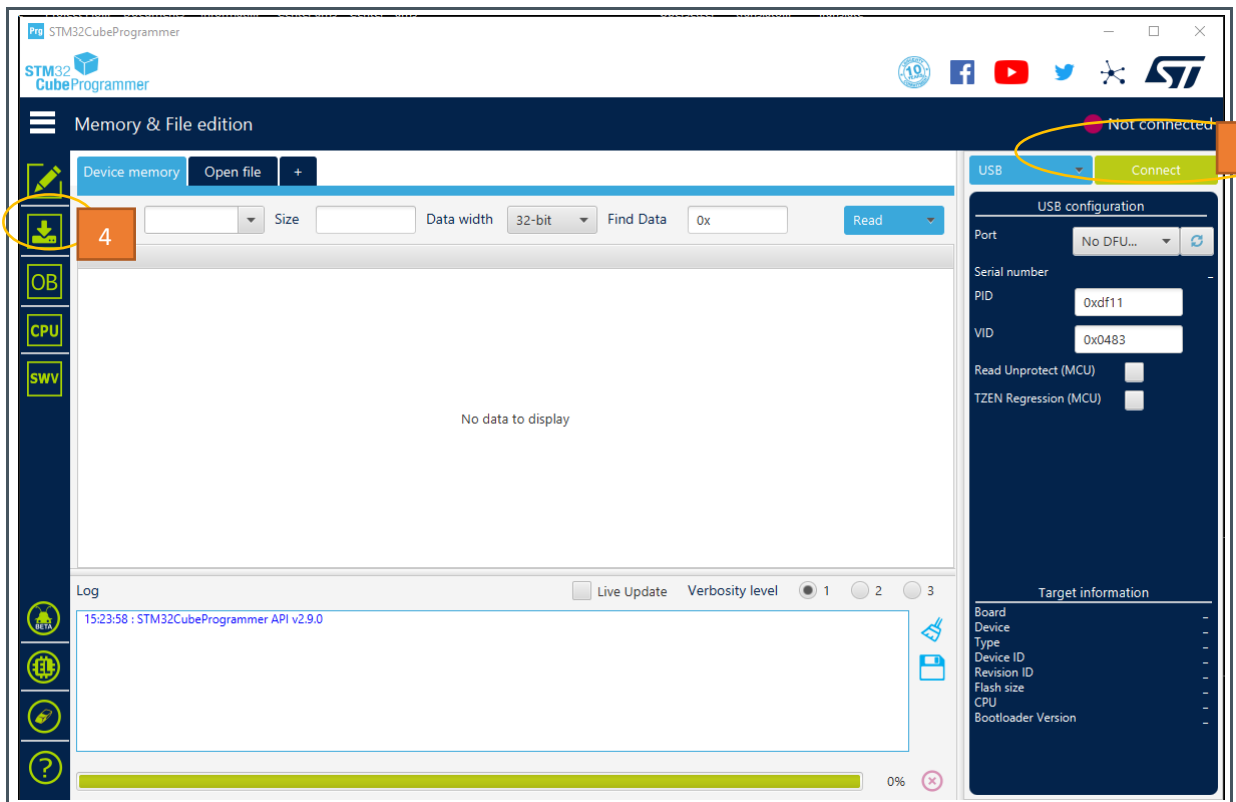 Prg STM32CubeProgrammer
STM32
CubeProgrammer
Memory & File edition
Not connected
Device memory
Open file
+
USB
Connect
4
Size
Data width
32-bit
Find Data
0x
Read
OB
CPU
SWV
No data to display
USB configuration
Port
No DFU...
Serial number
-
PID
0xdf11
VID
0x0483
Read Unprotect (MCU)
TZEN Regression (MCU)
Log
Live Update
Verbosity level
1
2
3
15:23:58 : STM32CubeProgrammer API v2.9.0
BETA
Target information
Board -
Device -
Type -
Device ID -
Revision ID -
Flash size -
CPU -
Bootloader Version -
?
0%